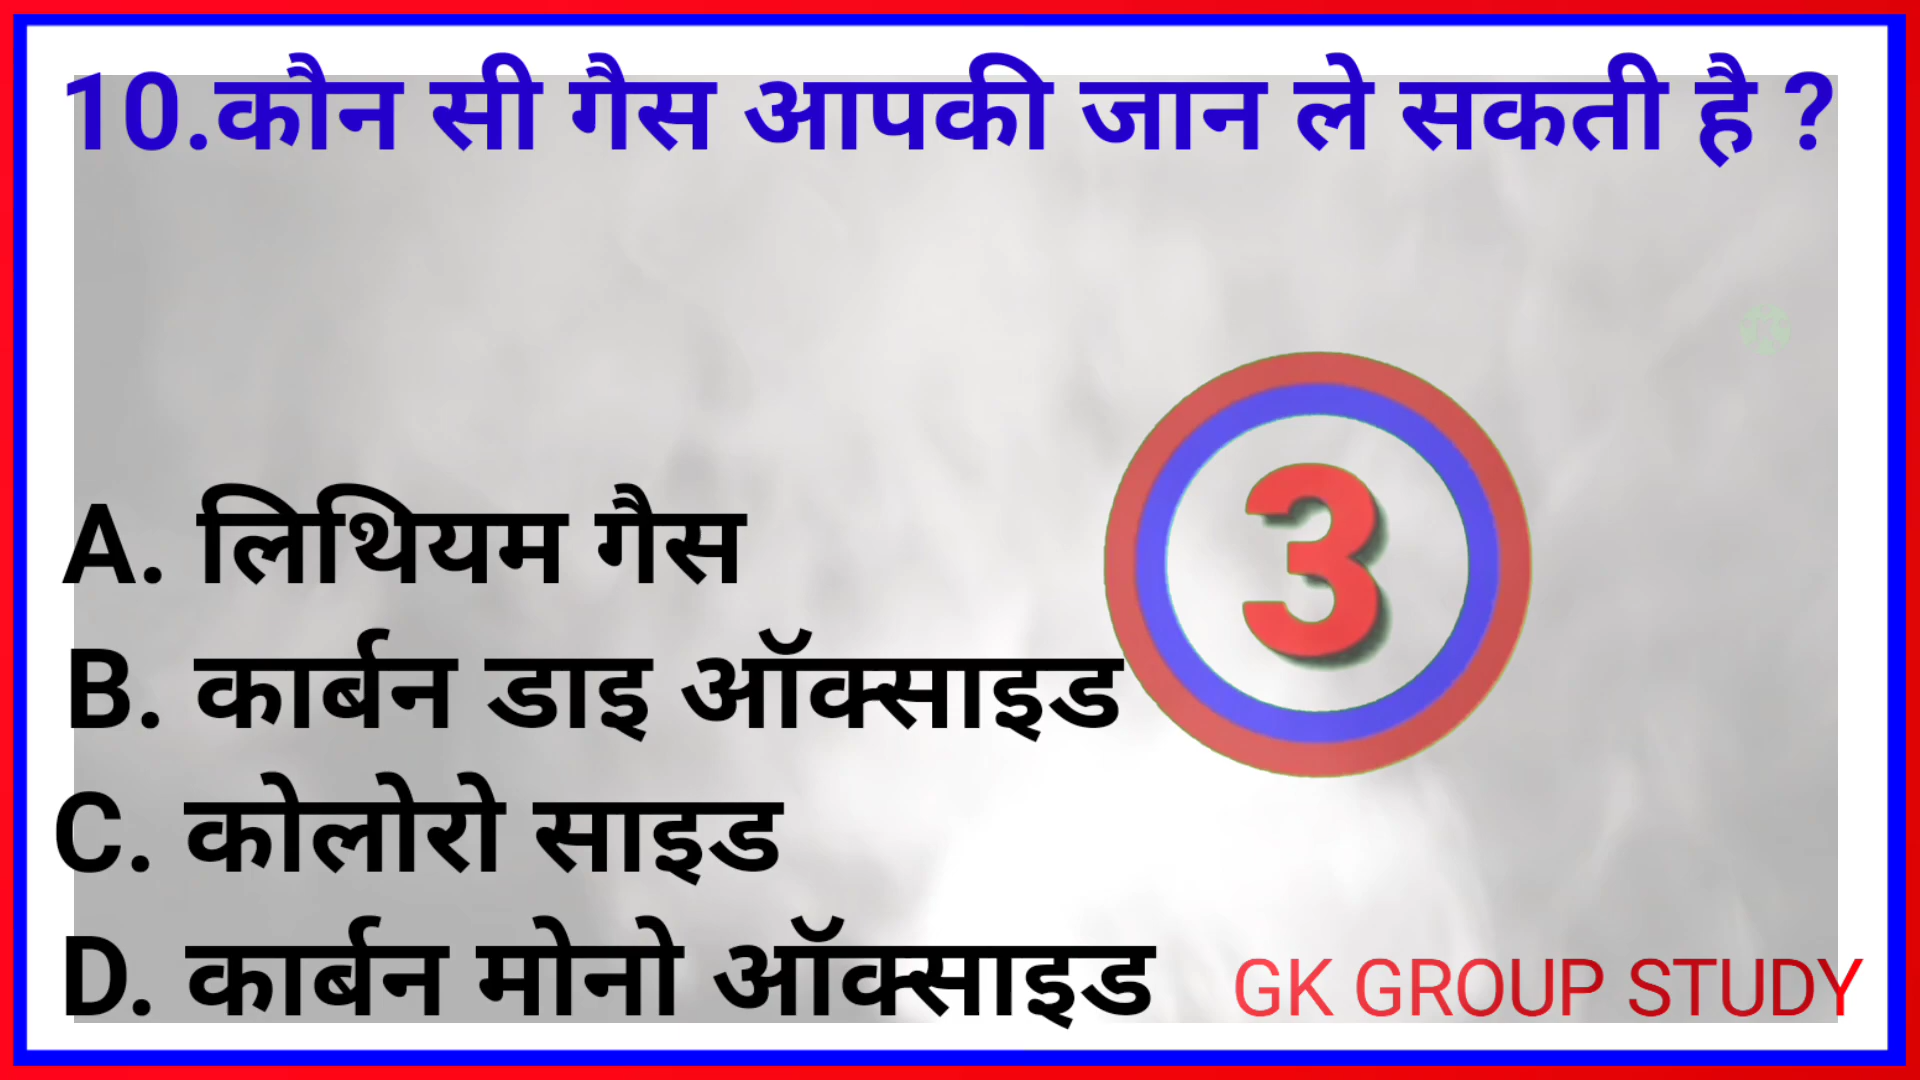 10.कौन सी गैस आपकी जान ले सकती है ?
3
A. लिथियम गैस
B. कार्बन डाइ ऑक्साइड
C. कोलोरो साइड
D. कार्बन मोनो ऑक्साइड
GK GROUP STUDY